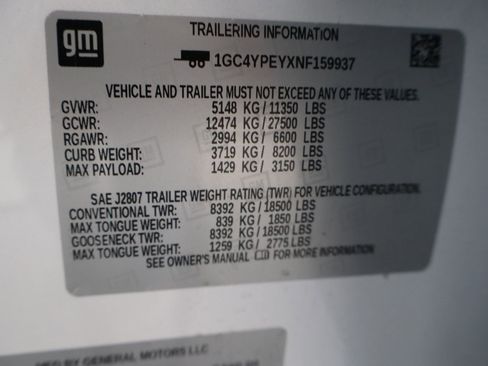 gm
TRAILERING INFORMATION
1GC4YPEYXNF159937
VEHICLE AND TRAILER MUST NOT EXCEED ANY OF THESE VALUES.
GVWR: 5148 KG / 11350 LBS
GCWR: 12474 KG / 27500 LBS
RGAWR: 2994 KG / 6600 LBS
CURB WEIGHT: 3719 KG / 8200 LBS
MAX PAYLOAD: 1429 KG / 3150 LBS
SAE J2807 TRAILER WEIGHT RATING (TWR) FOR VEHICLE CONFIGURATION.
CONVENTIONAL TWR: 8392 KG / 18500 LBS
MAX TONGUE WEIGHT: 839 KG / 1850 LBS
GOOSENECK TWR: 8392 KG / 18500 LBS
MAX TONGUE WEIGHT: 1259 KG / 2775 LBS
SEE OWNER'S MANUAL FOR MORE INFORMATION
BY GENERAL MOTORS LLC